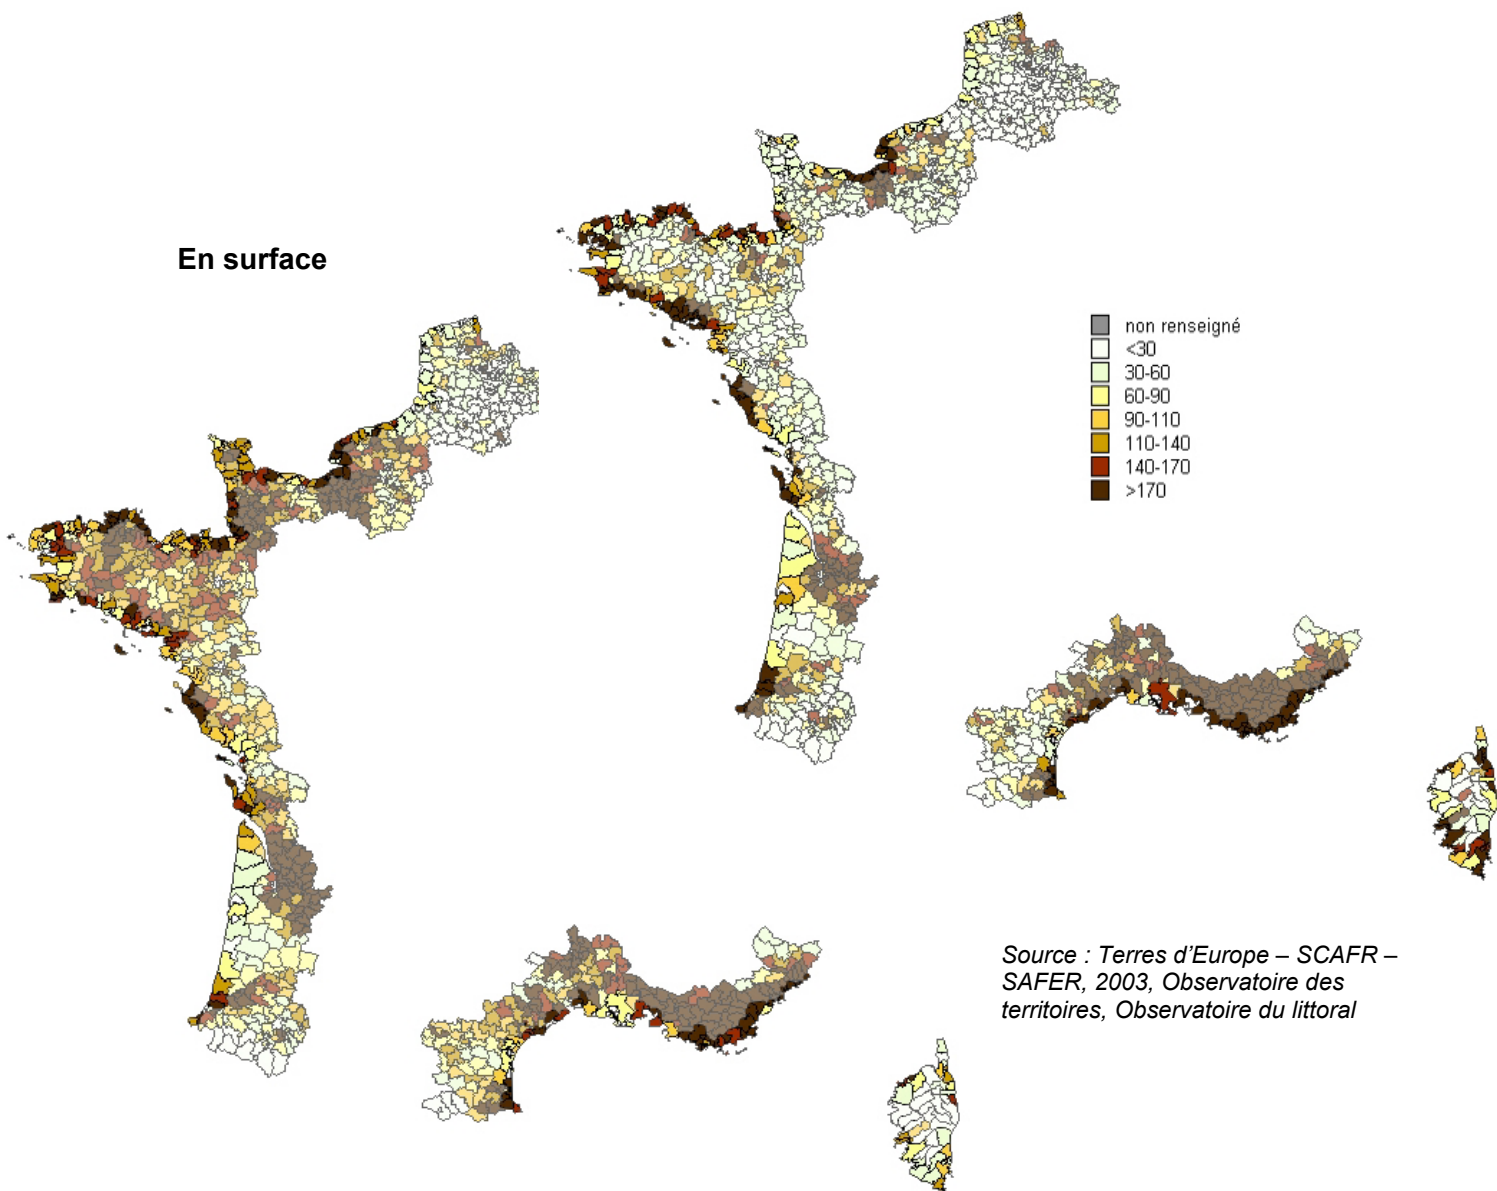 En surface
non renseigné
<30
30-60
60-90
90-110
110-140
140-170
>170
Source : Terres d’Europe – SCAFR –
SAFER, 2003, Observatoire des
territoires, Observatoire du littoral